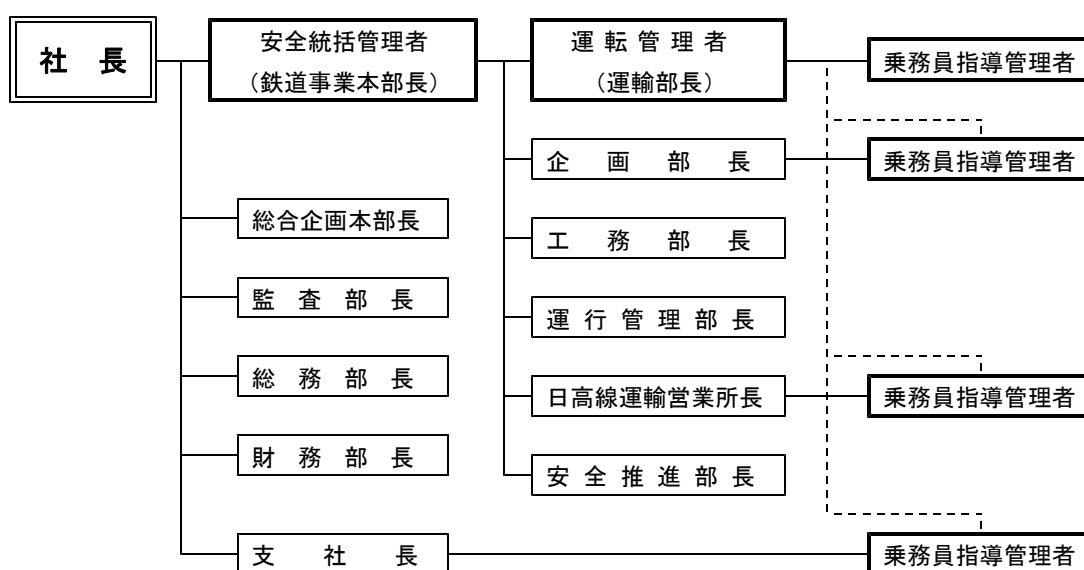 社長
安全統括管理者
（鉄道事業本部長）
運転管理者
（運輸部長）
乗務員指導管理者
企画部長
乗務員指導管理者
総合企画本部長
工務部長
監査部長
運行管理部長
総務部長
日高線運輸営業所長
乗務員指導管理者
財務部長
安全推進部長
支社長
乗務員指導管理者